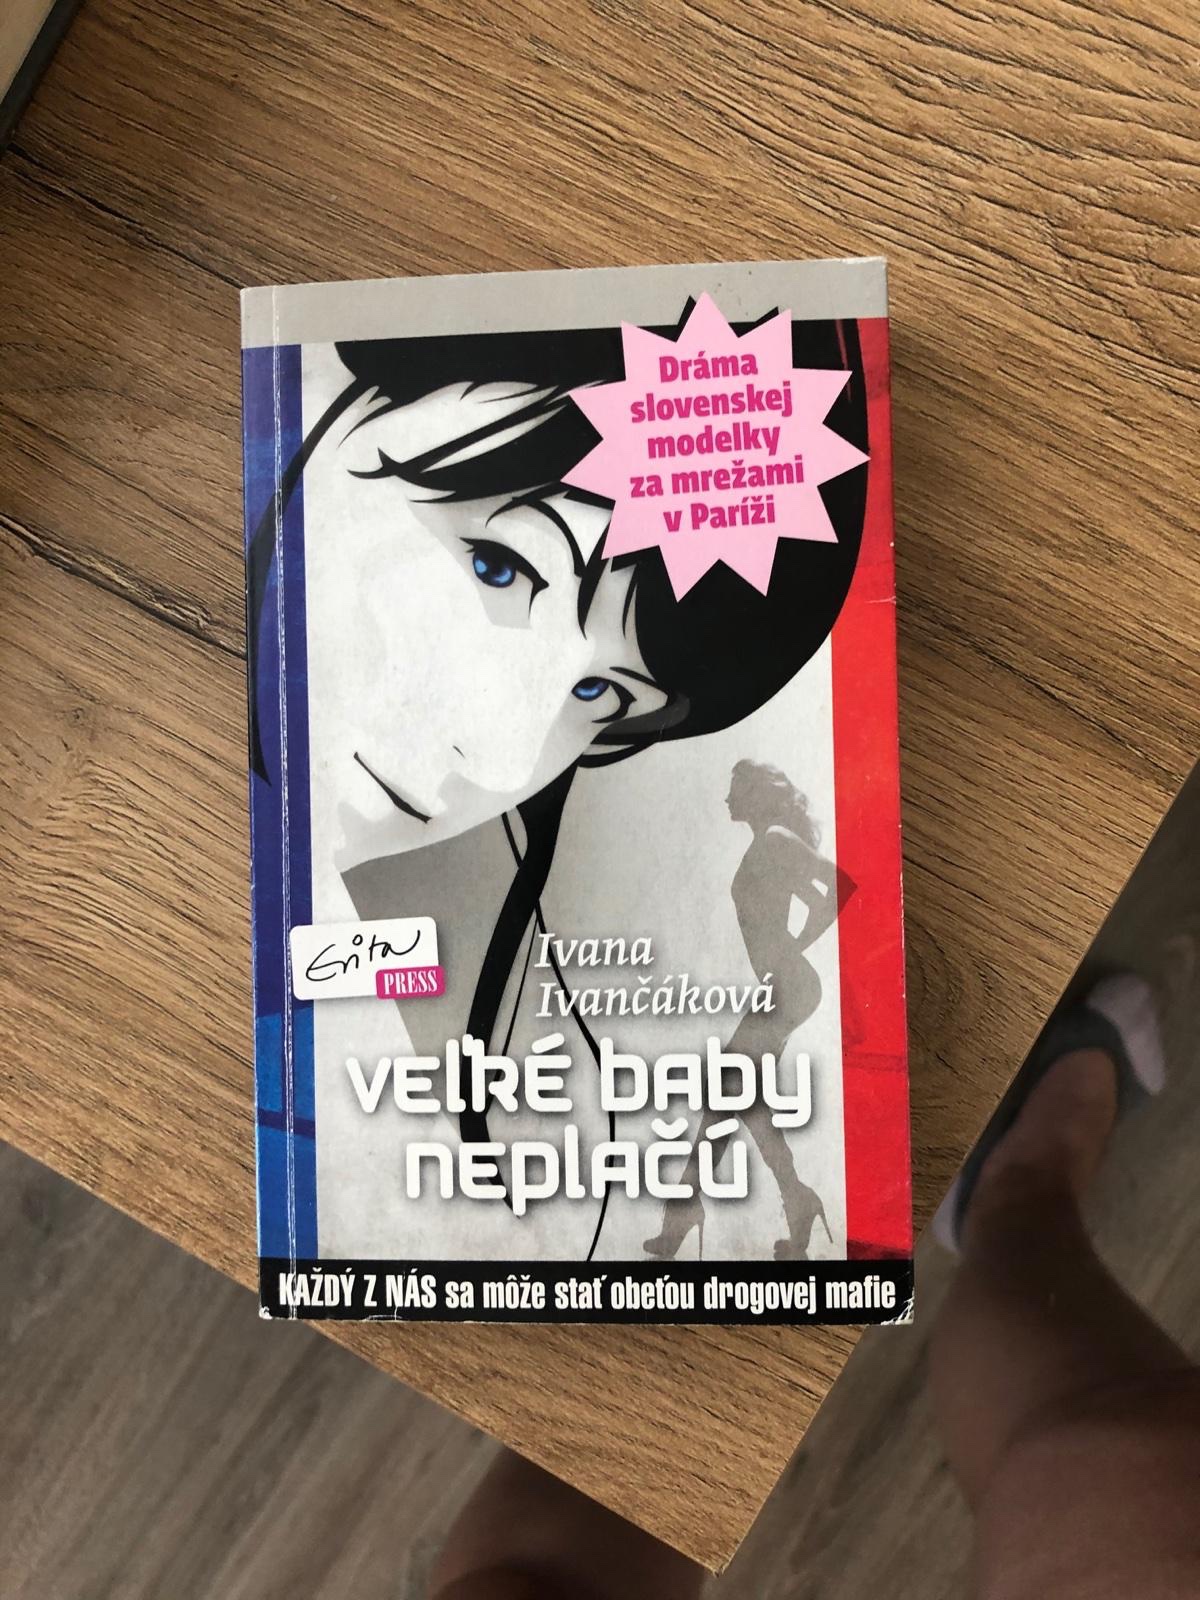 Dráma
slovenskej
modelky
za mrežami
v Paríži
Evita
PRESS
Ivana
Ivančáková
veľké baby
neplačú
KAŽDÝ Z NÁS sa môže stať obeťou drogovej mafie